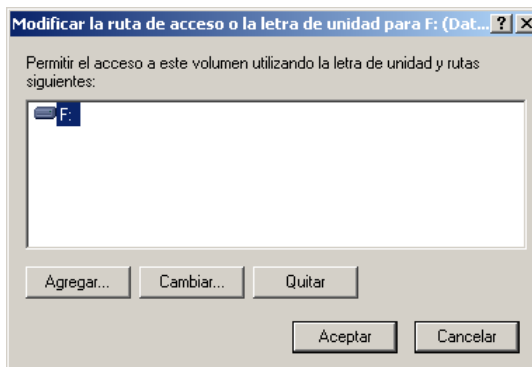 Modificar la ruta de acceso o la letra de unidad para F: (Dat...
Permitir el acceso a este volumen utilizando la letra de unidad y rutas
siguientes:
F:
Agregar... Cambiar... Quitar
Aceptar Cancelar